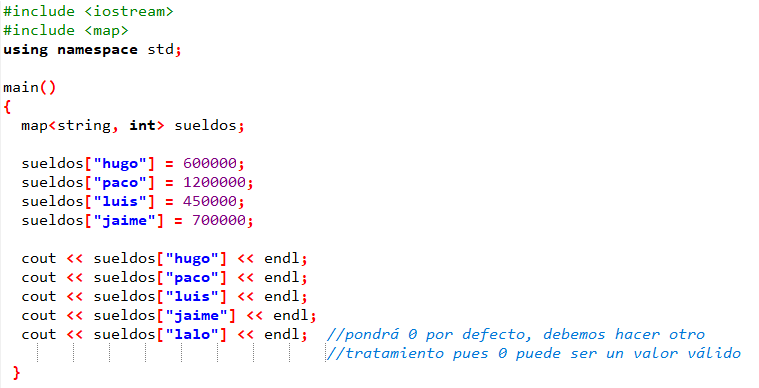 #include <iostream>
#include <map>
using namespace std;
main()
{
map<string, int> sueldos;
sueldos["hugo"] = 600000;
sueldos["paco"] = 1200000;
sueldos["luis"] = 450000;
sueldos["jaime"] = 700000;
cout << sueldos["hugo"] << endl;
cout << sueldos["paco"] << endl;
cout << sueldos["luis"] << endl;
cout << sueldos["jaime"] << endl;
cout << sueldos["lalo"] << endl; //pondrá 0 por defecto, debemos hacer otro
//tratamiento pues 0 puede ser un valor válido
}